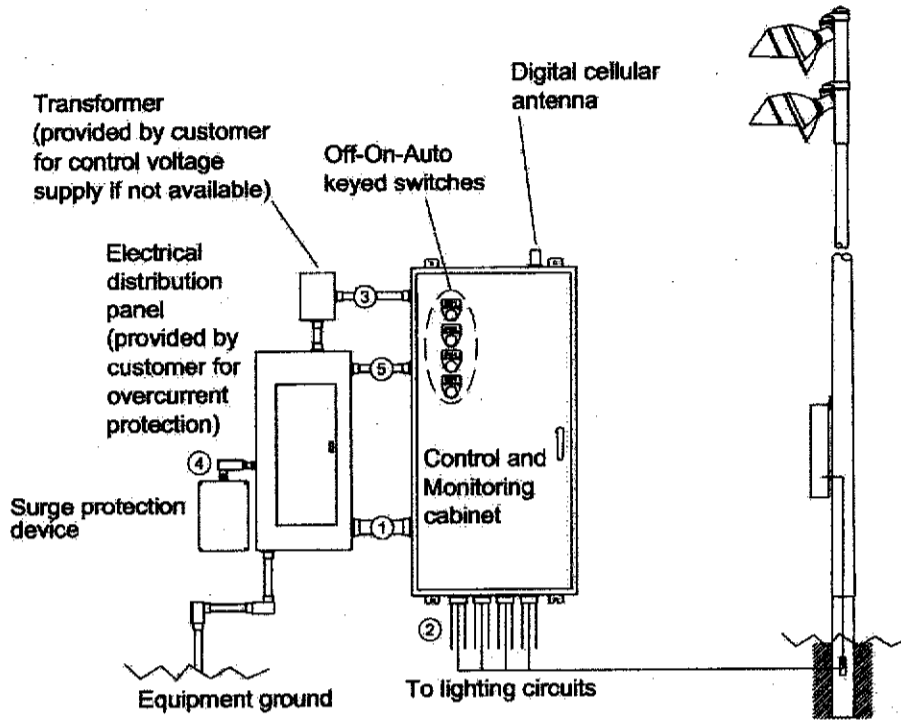 Transformer
(provided by customer
for control voltage
supply if not available)
Digital cellular
antenna
Off-On-Auto
keyed switches
Electrical
distribution
panel
(provided by
customer for
overcurrent
protection)
3
5
4
Surge protection
device
Control and
Monitoring
cabinet
1
2
Equipment ground
To lighting circuits